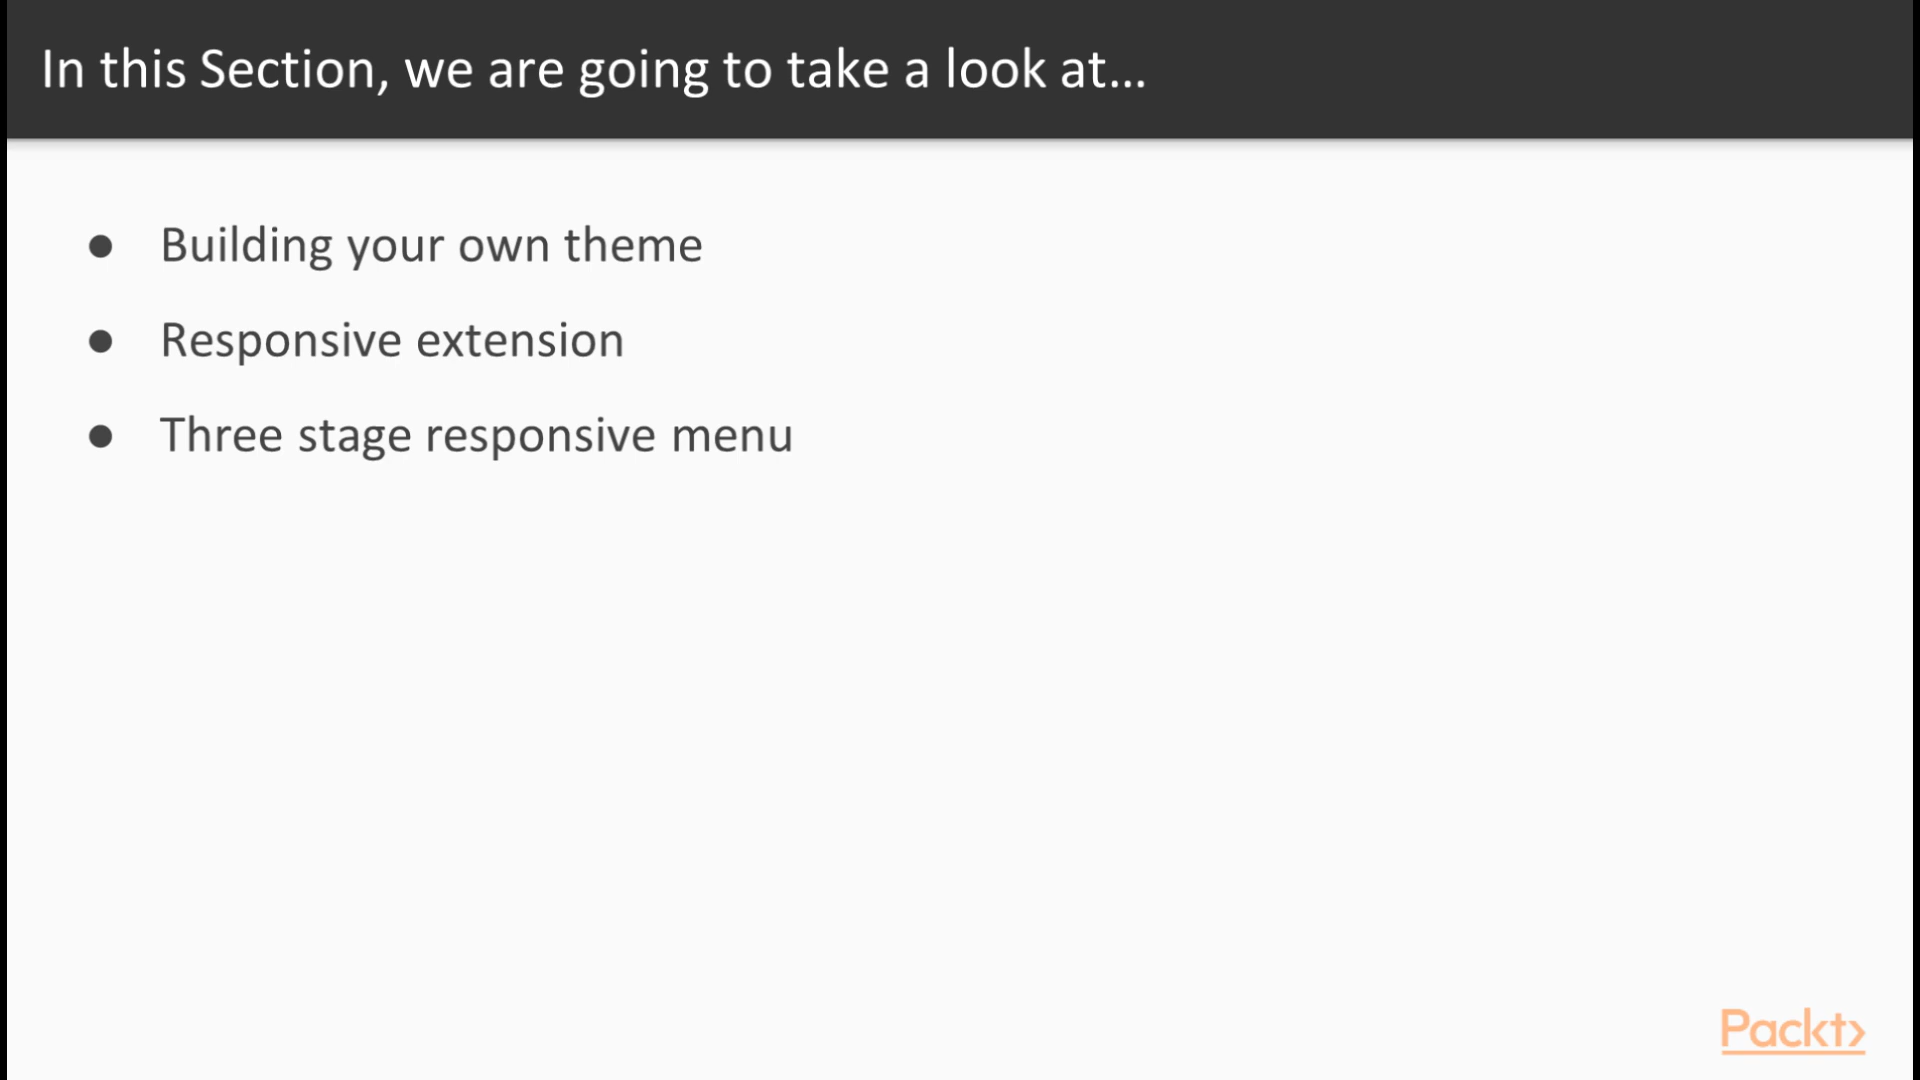 In this Section, we are going to take a look at...
● Building your own theme
● Responsive extension
● Three stage responsive menu
Packt>